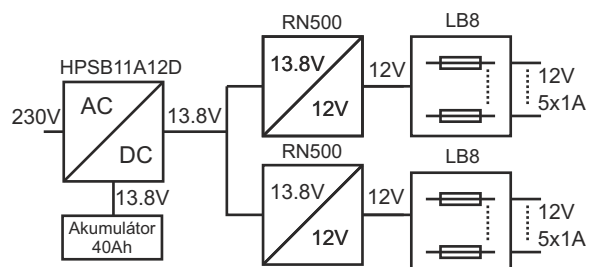 RN500
LB8
HPSB11A12D
13.8V
12V
12V
12V
5x1A
230V
AC
DC
13.8V
13.8V
Akumulátor
40Ah
RN500
LB8
13.8V
12V
12V
12V
5x1A